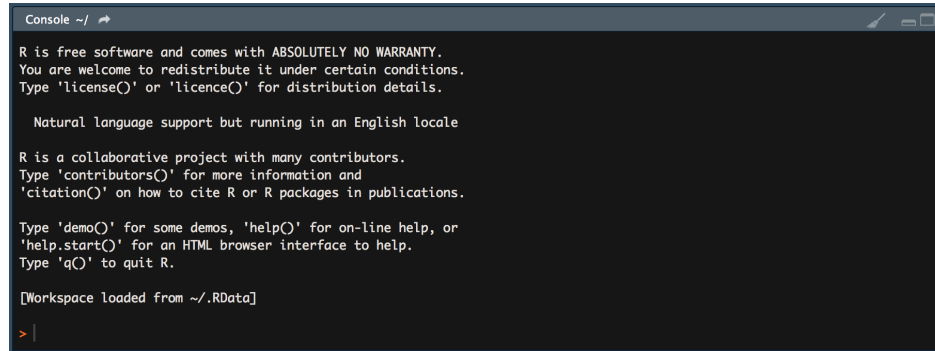 Console ~/
R is free software and comes with ABSOLUTELY NO WARRANTY.
You are welcome to redistribute it under certain conditions.
Type 'license()' or 'licence()' for distribution details.
Natural language support but running in an English locale
R is a collaborative project with many contributors.
Type 'contributors()' for more information and
'citation()' on how to cite R or R packages in publications.
Type 'demo()' for some demos, 'help()' for on-line help, or
'help.start()' for an HTML browser interface to help.
Type 'q()' to quit R.
[Workspace loaded from ~/.RData]
>